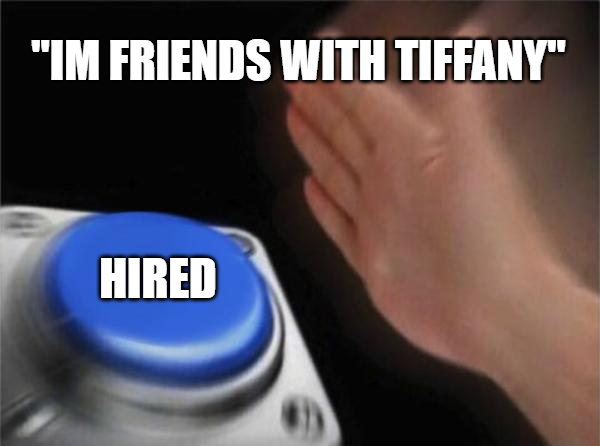 "IM FRIENDS WITH TIFFANY"
HIRED